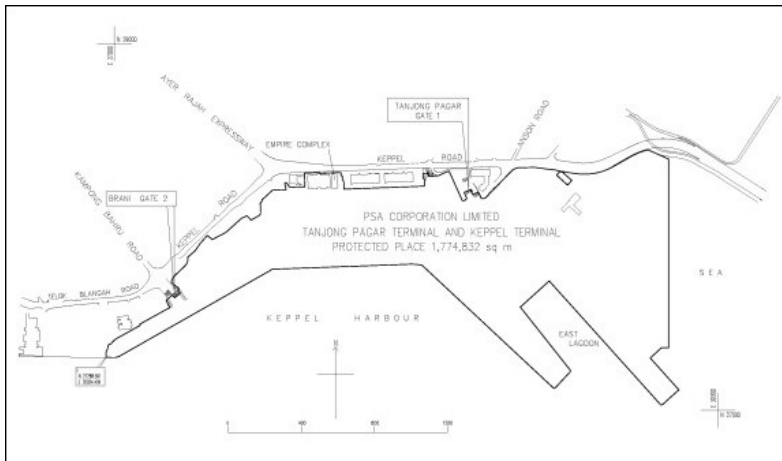 N 29000
AYER RAJAH EXPRESSWAY
TANJONG PAGAR
GATE 1
ANSON ROAD
EMPIRE COMPLEX
KEPPEL ROAD
KAMPONG BAHRU ROAD
BRANI GATE 2
KEPPEL ROAD
PSA CORPORATION LIMITED
TANJONG PAGAR TERMINAL AND KEPPEL TERMINAL
PROTECTED PLACE 1,774,832 sq m
SEA
TELOK BLANGAH ROAD
KEPPEL HARBOUR
EAST
LAGOON
0 400 800 1200